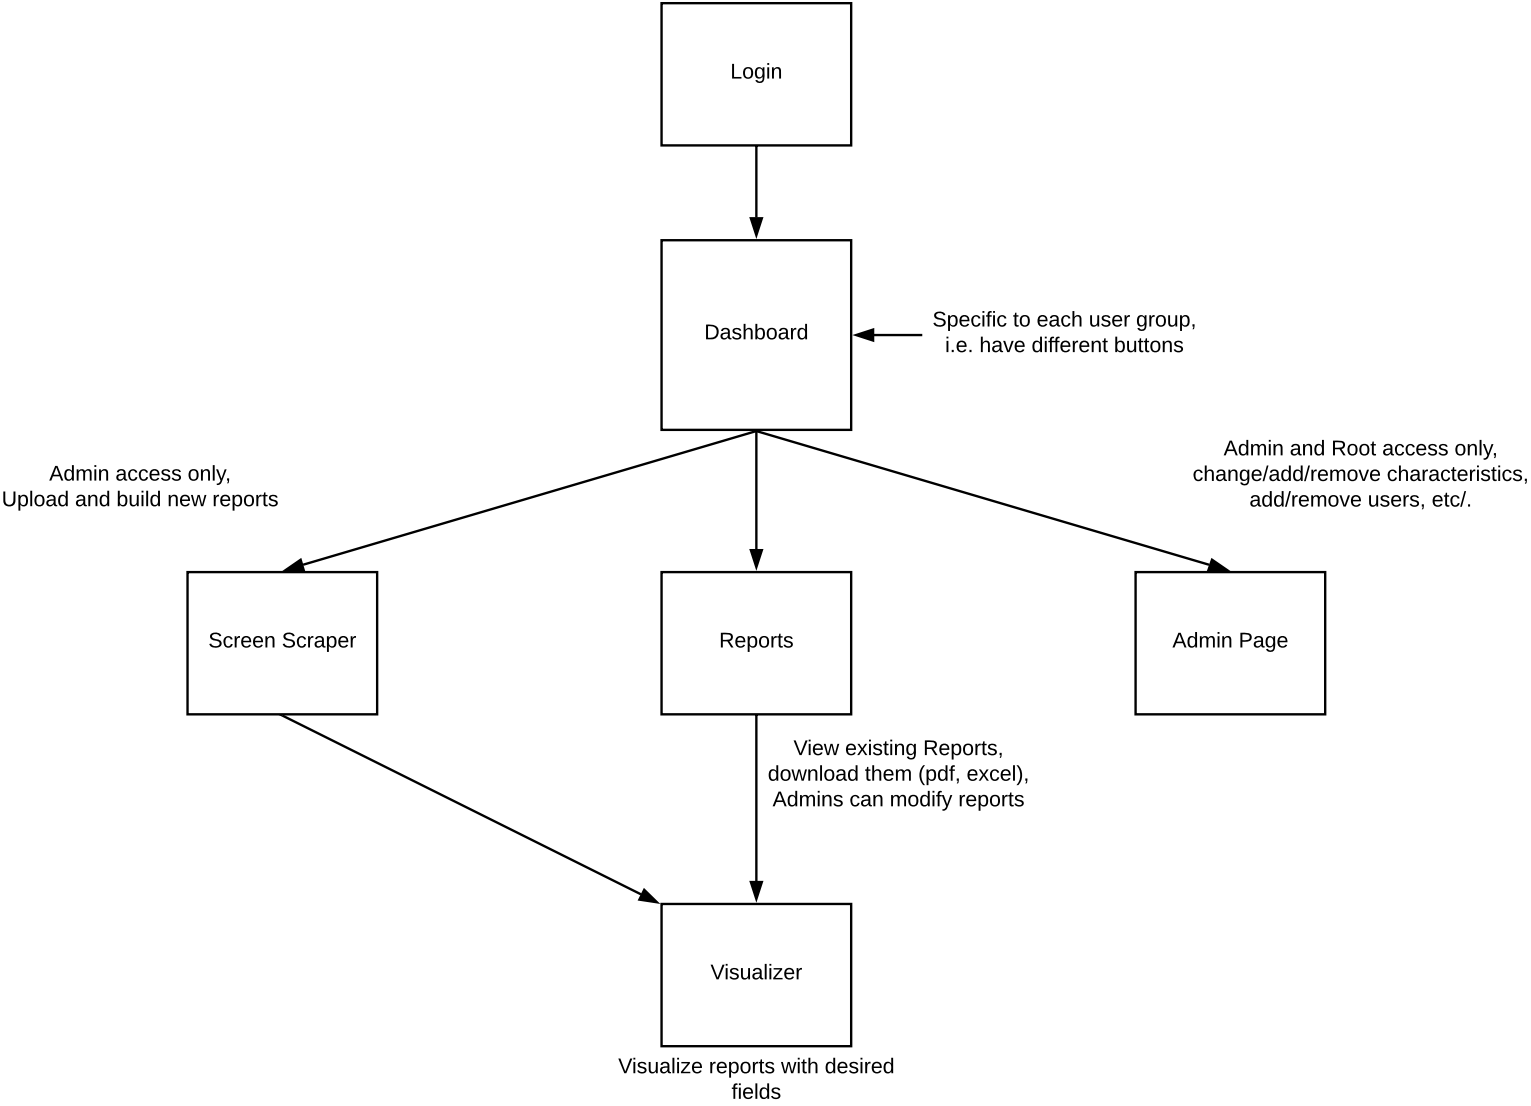 Login
Dashboard
Specific to each user group,
i.e. have different buttons
Admin access only,
Upload and build new reports
Admin and Root access only,
change/add/remove characteristics,
add/remove users, etc/.
Screen Scraper
Reports
Admin Page
View existing Reports,
download them (pdf, excel),
Admins can modify reports
Visualizer
Visualize reports with desired
fields